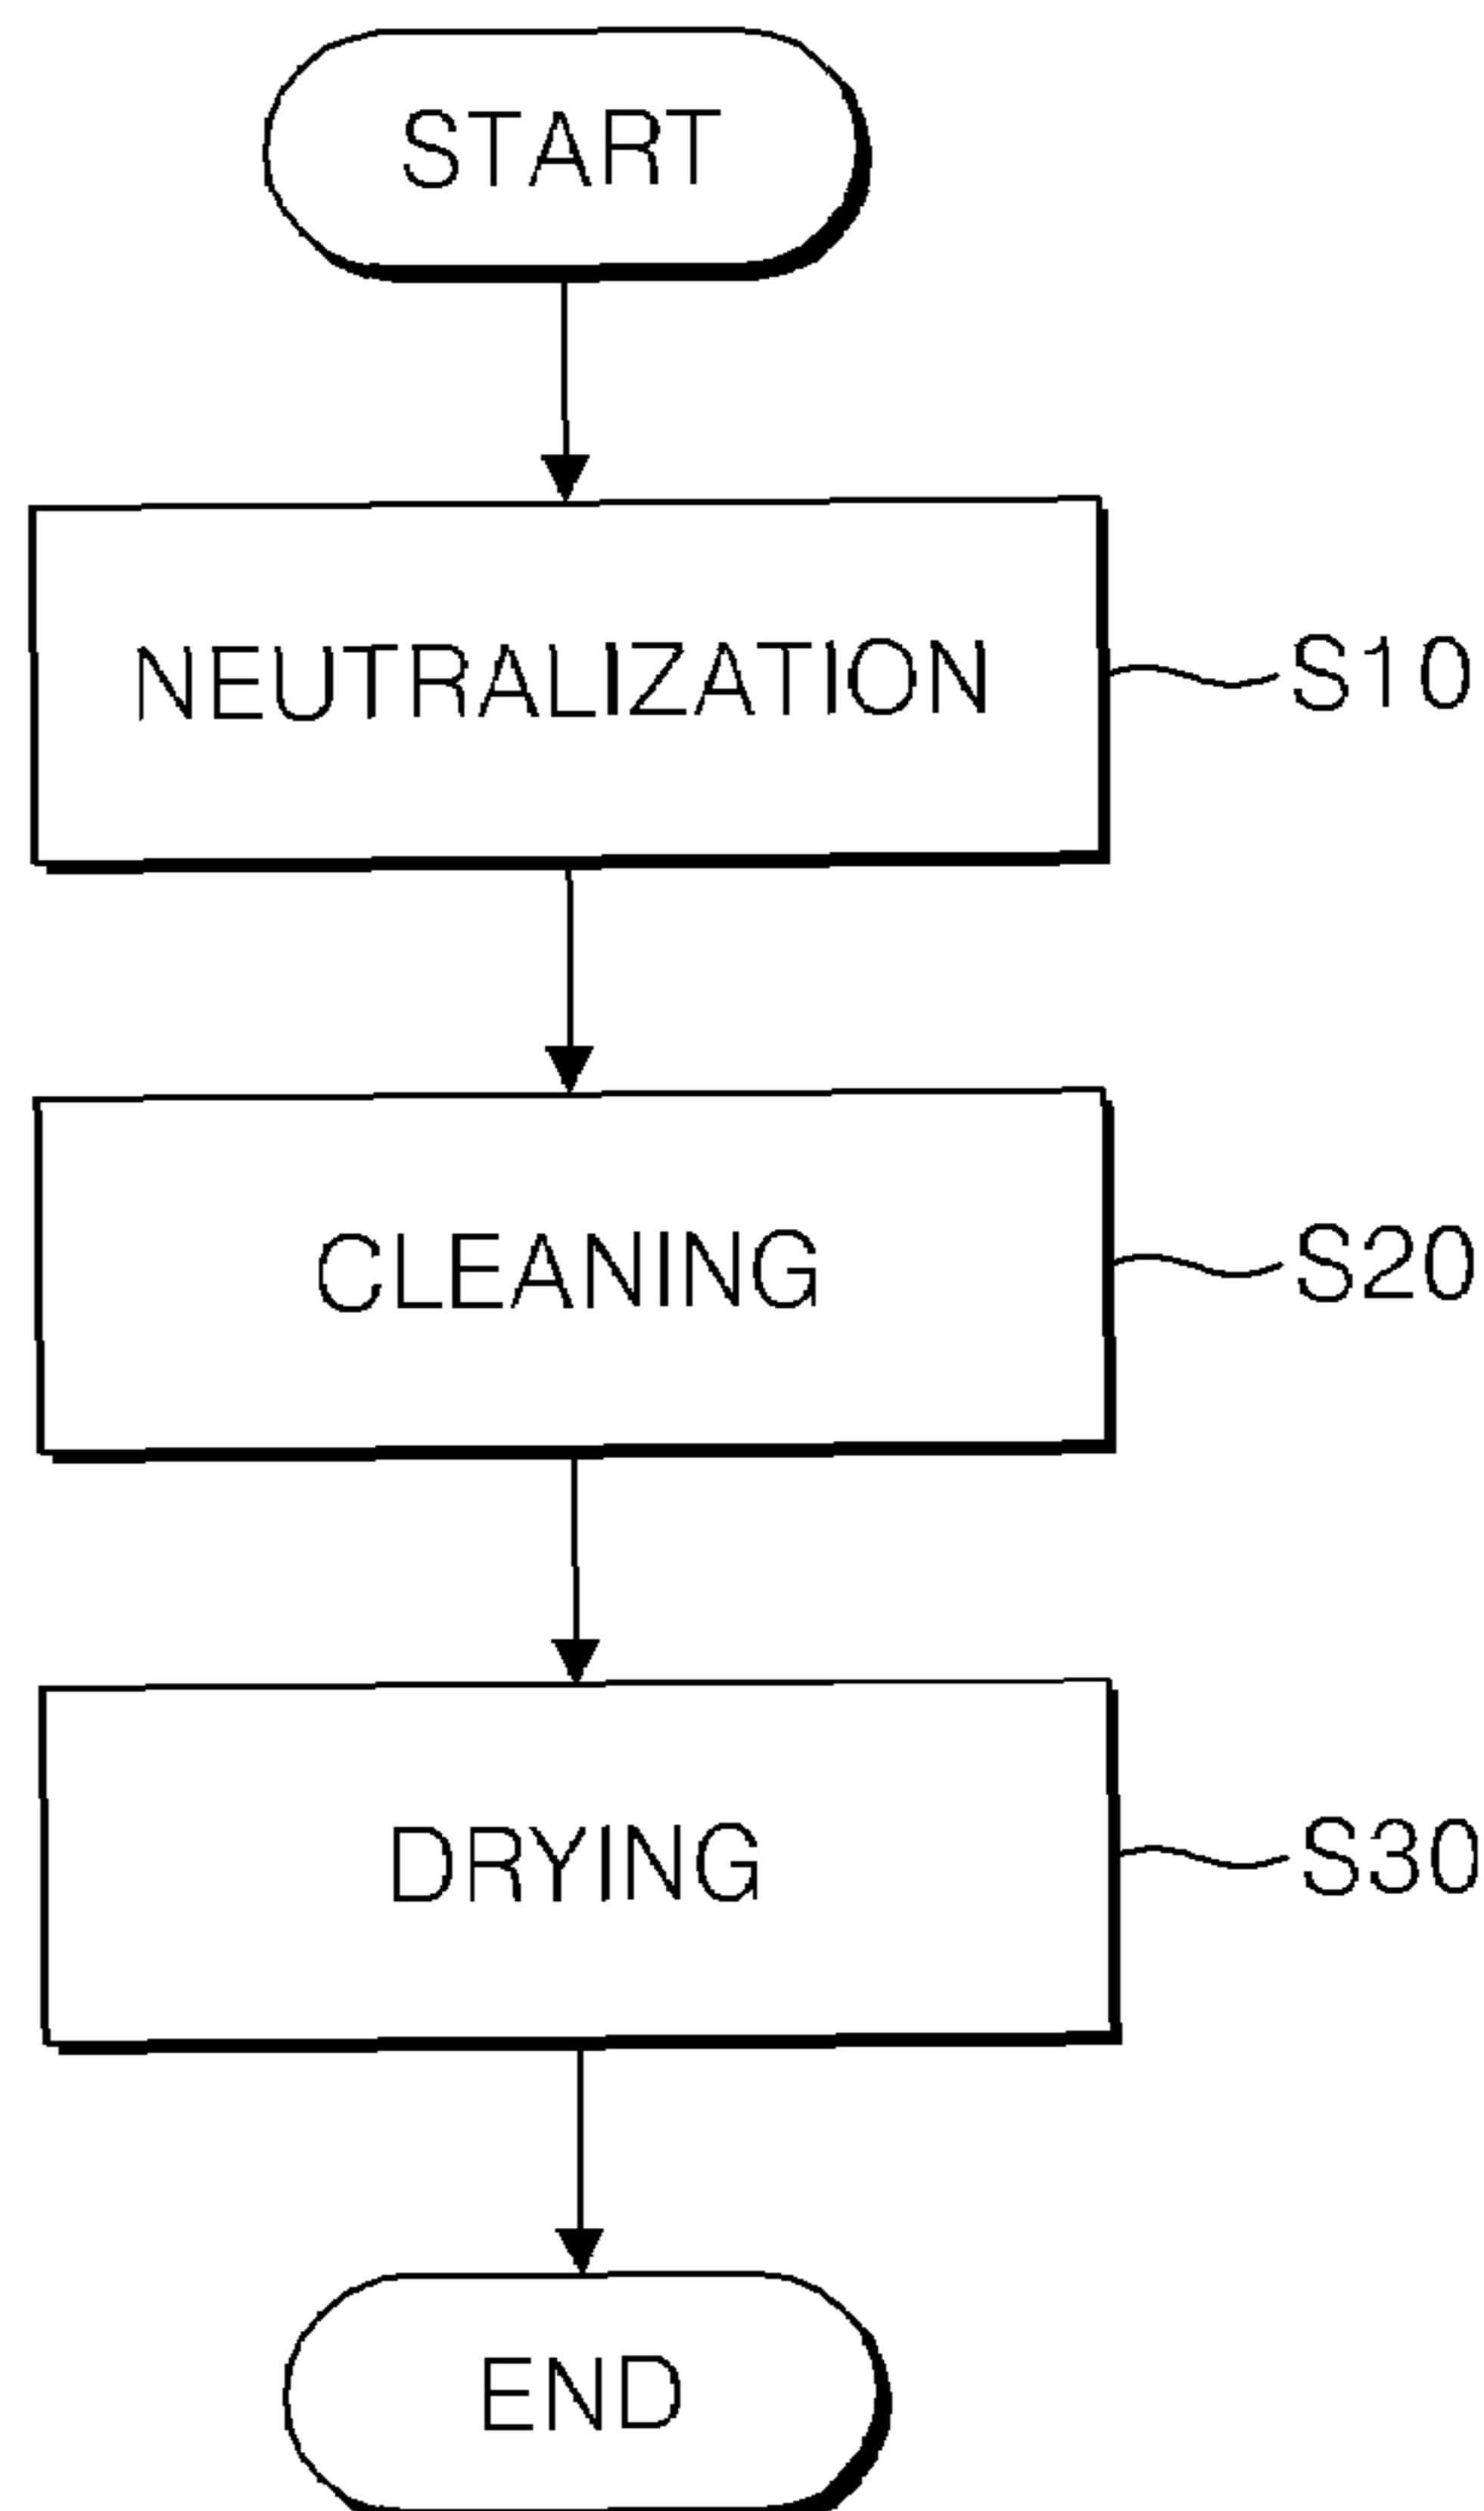 START
NEUTRALIZATION S10
CLEANING S20
DRYING S30
END